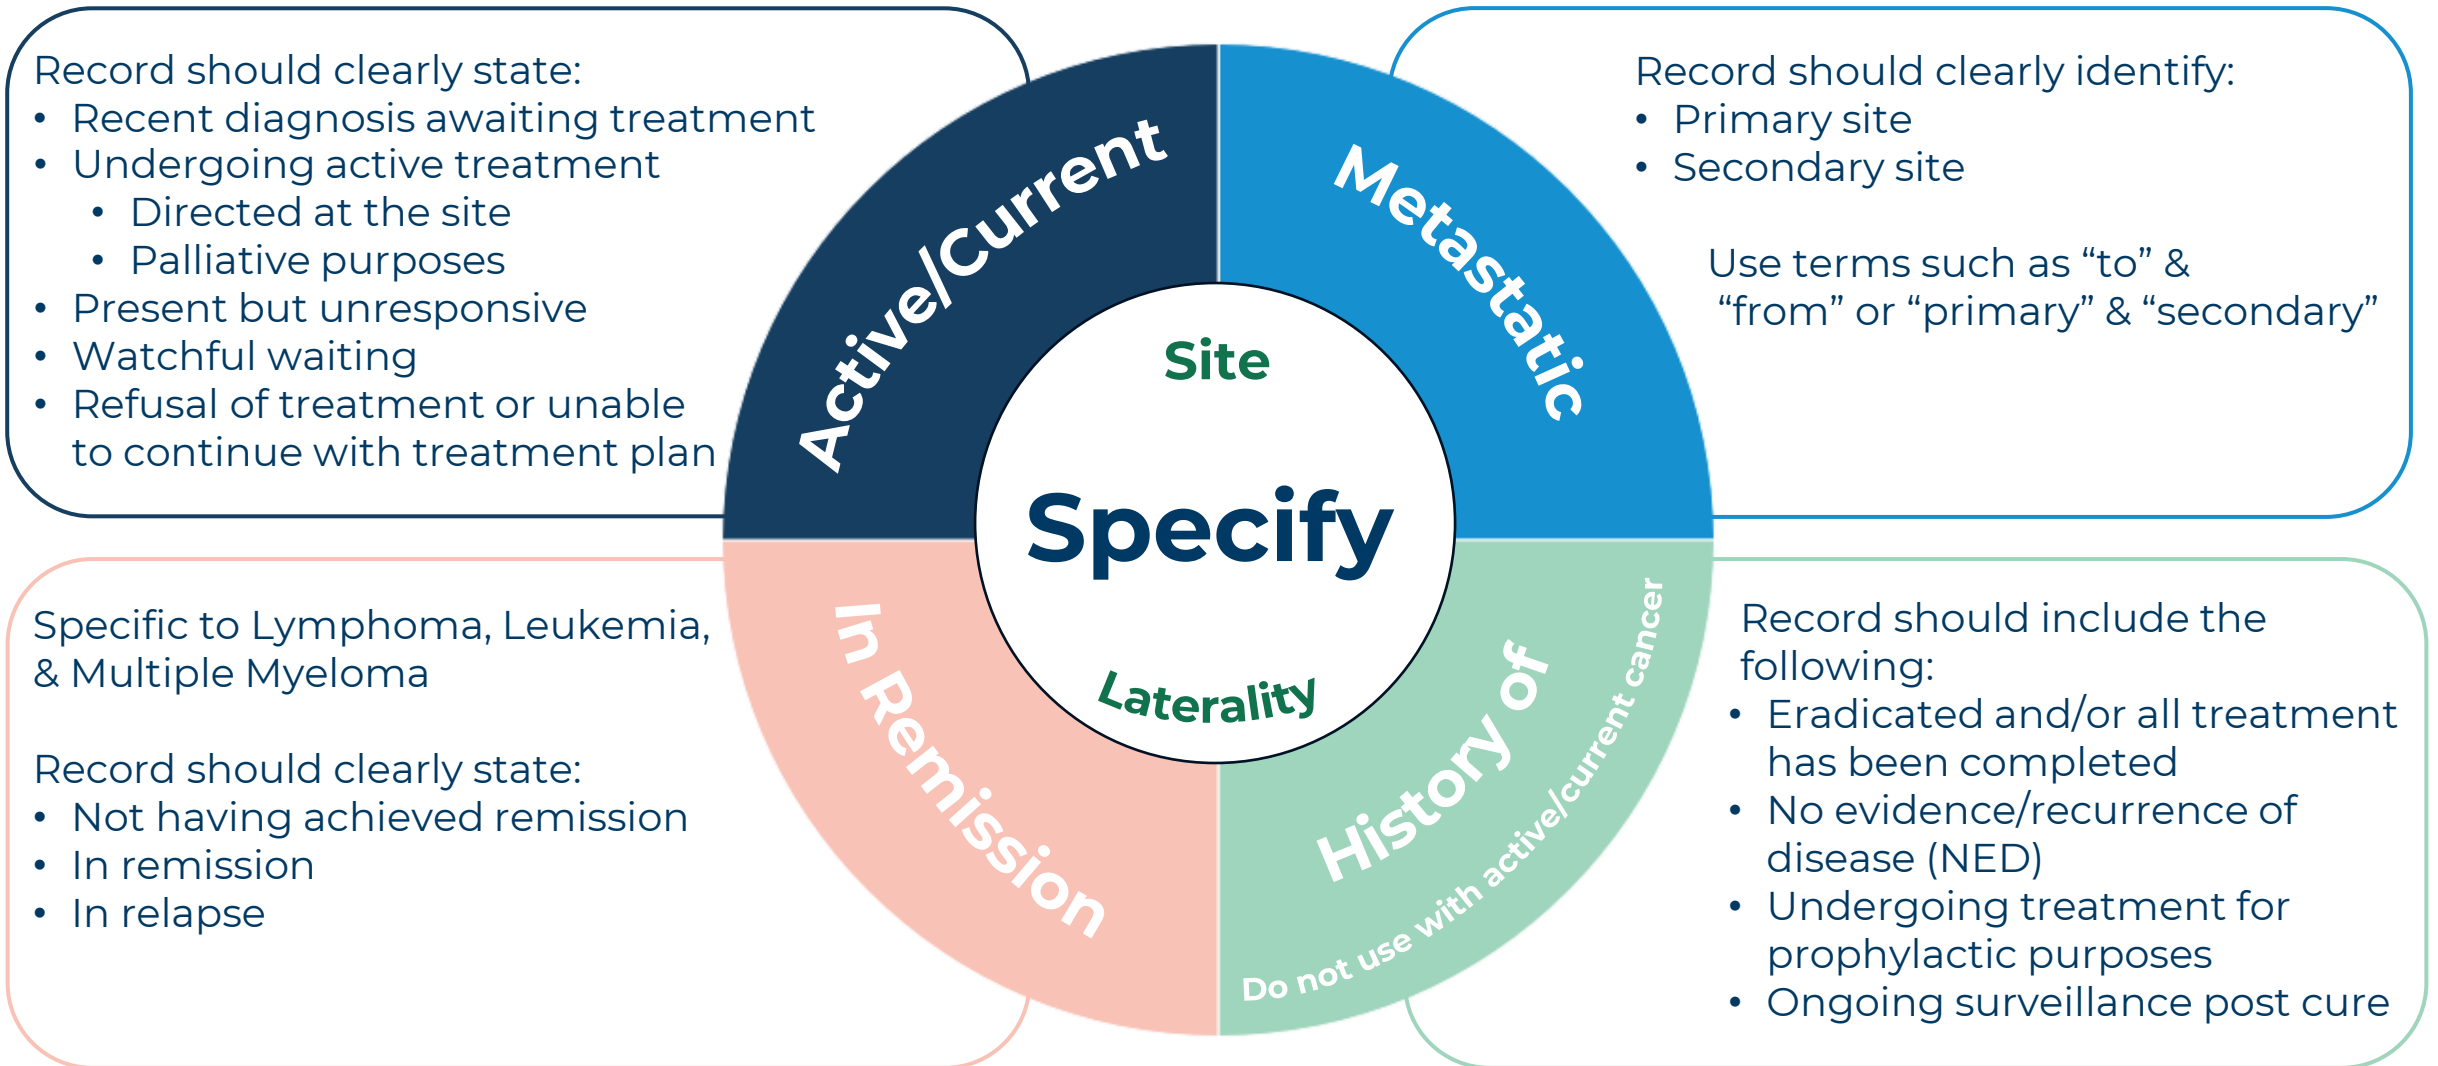 Record should clearly state:
• Recent diagnosis awaiting treatment
• Undergoing active treatment
• Directed at the site
• Palliative purposes
• Present but unresponsive
• Watchful waiting
• Refusal of treatment or unable
to continue with treatment plan
Active/Current
Metastatic
Record should clearly identify:
• Primary site
• Secondary site
Use terms such as “to” &
“from” or “primary” & “secondary”
Site
Specify
Laterality
Specific to Lymphoma, Leukemia,
& Multiple Myeloma
Record should clearly state:
• Not having achieved remission
• In remission
• In relapse
In Remission
History of
Do not use with active/current cancer
Record should include the
following:
• Eradicated and/or all treatment
has been completed
• No evidence/recurrence of
disease (NED)
• Undergoing treatment for
prophylactic purposes
• Ongoing surveillance post cure